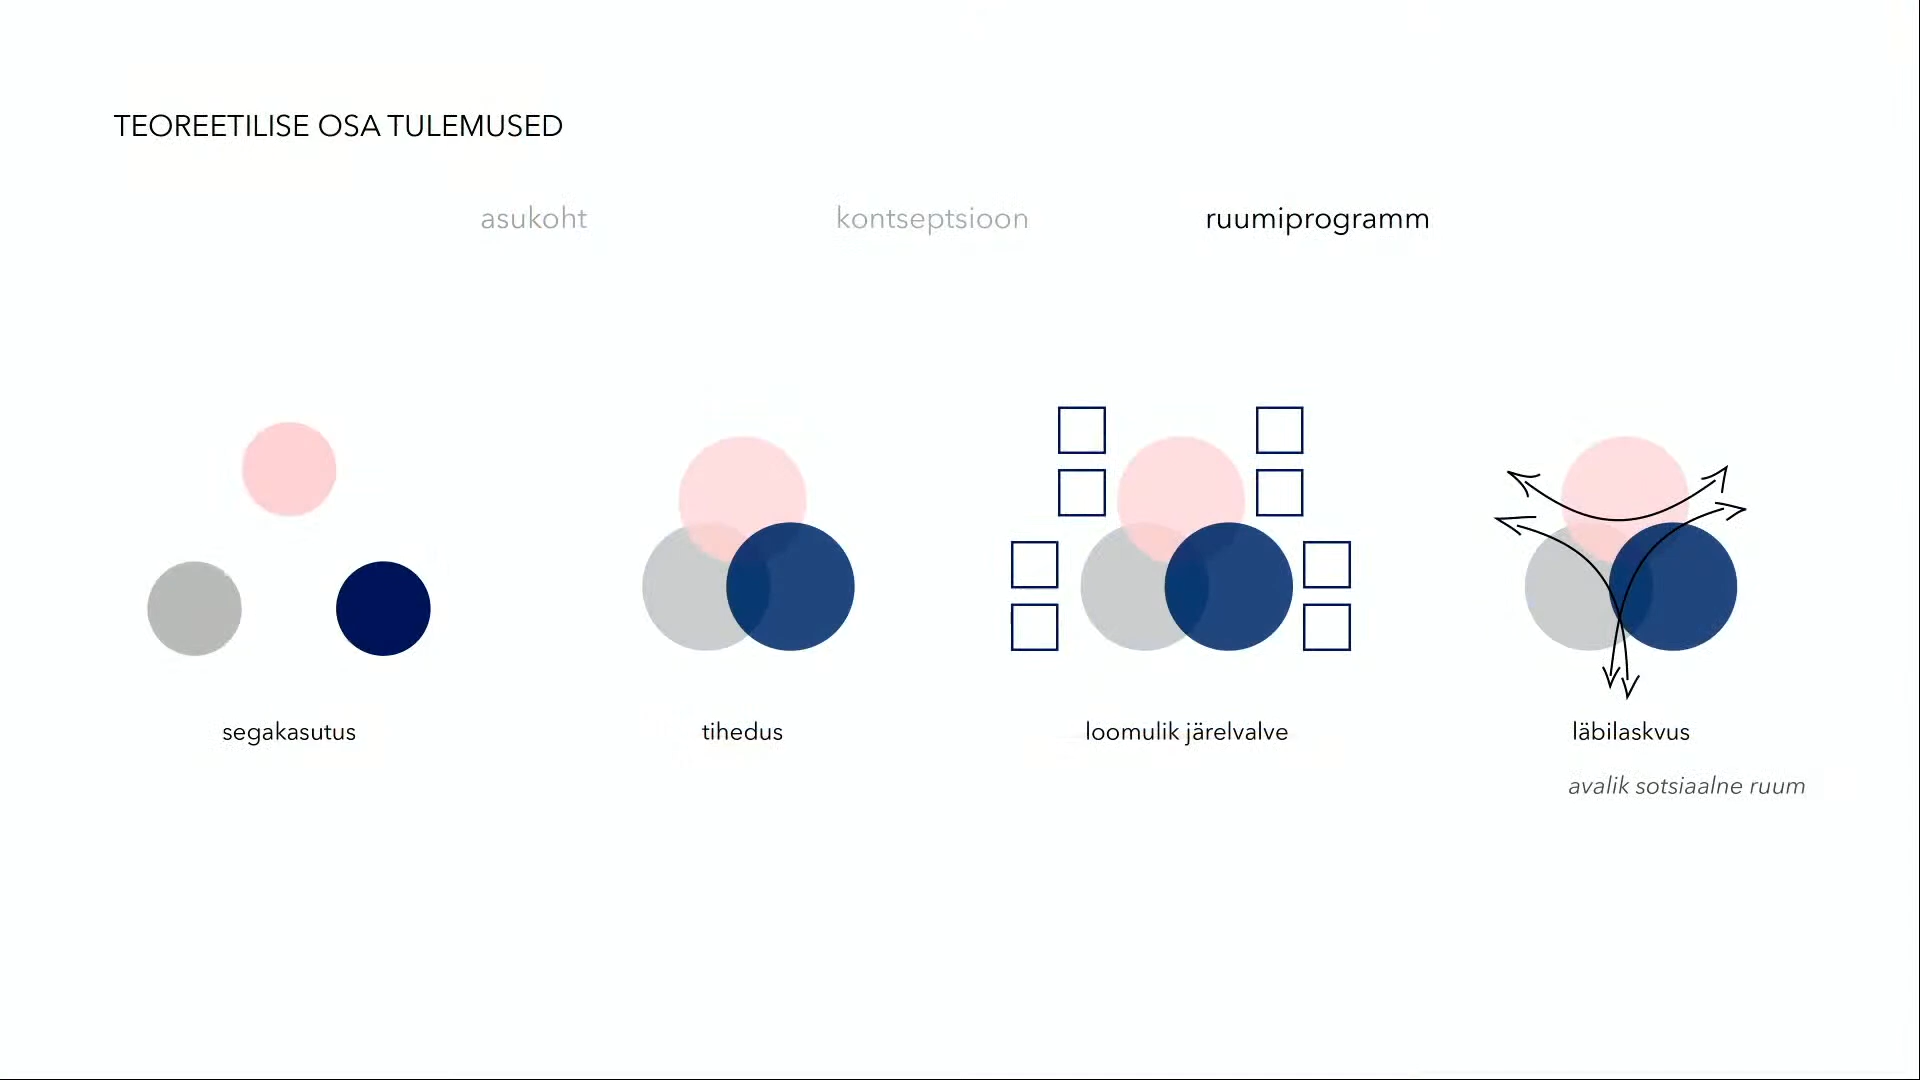 TEOREETILISE OSA TULEMUSED
asukoht
kontseptsioon
ruumiprogramm
segakasutus
tihedus
loomulik järelvalve
läbilaskvus
avalik sotsiaalne ruum